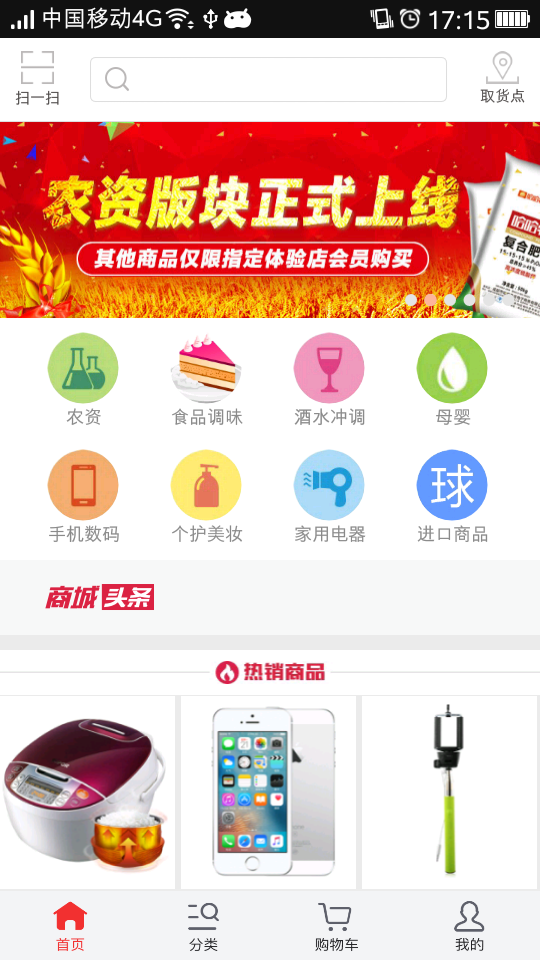 中国移动4G 17:15
扫一扫
取货点
农资版块正式上线
其他商品仅限指定体验店会员购买
哈哈
复合肥
农资 食品调味 酒水冲调 母婴
球
手机数码 个护美妆 家用电器 进口商品
商城头条
热销商品
首页 分类 购物车 我的